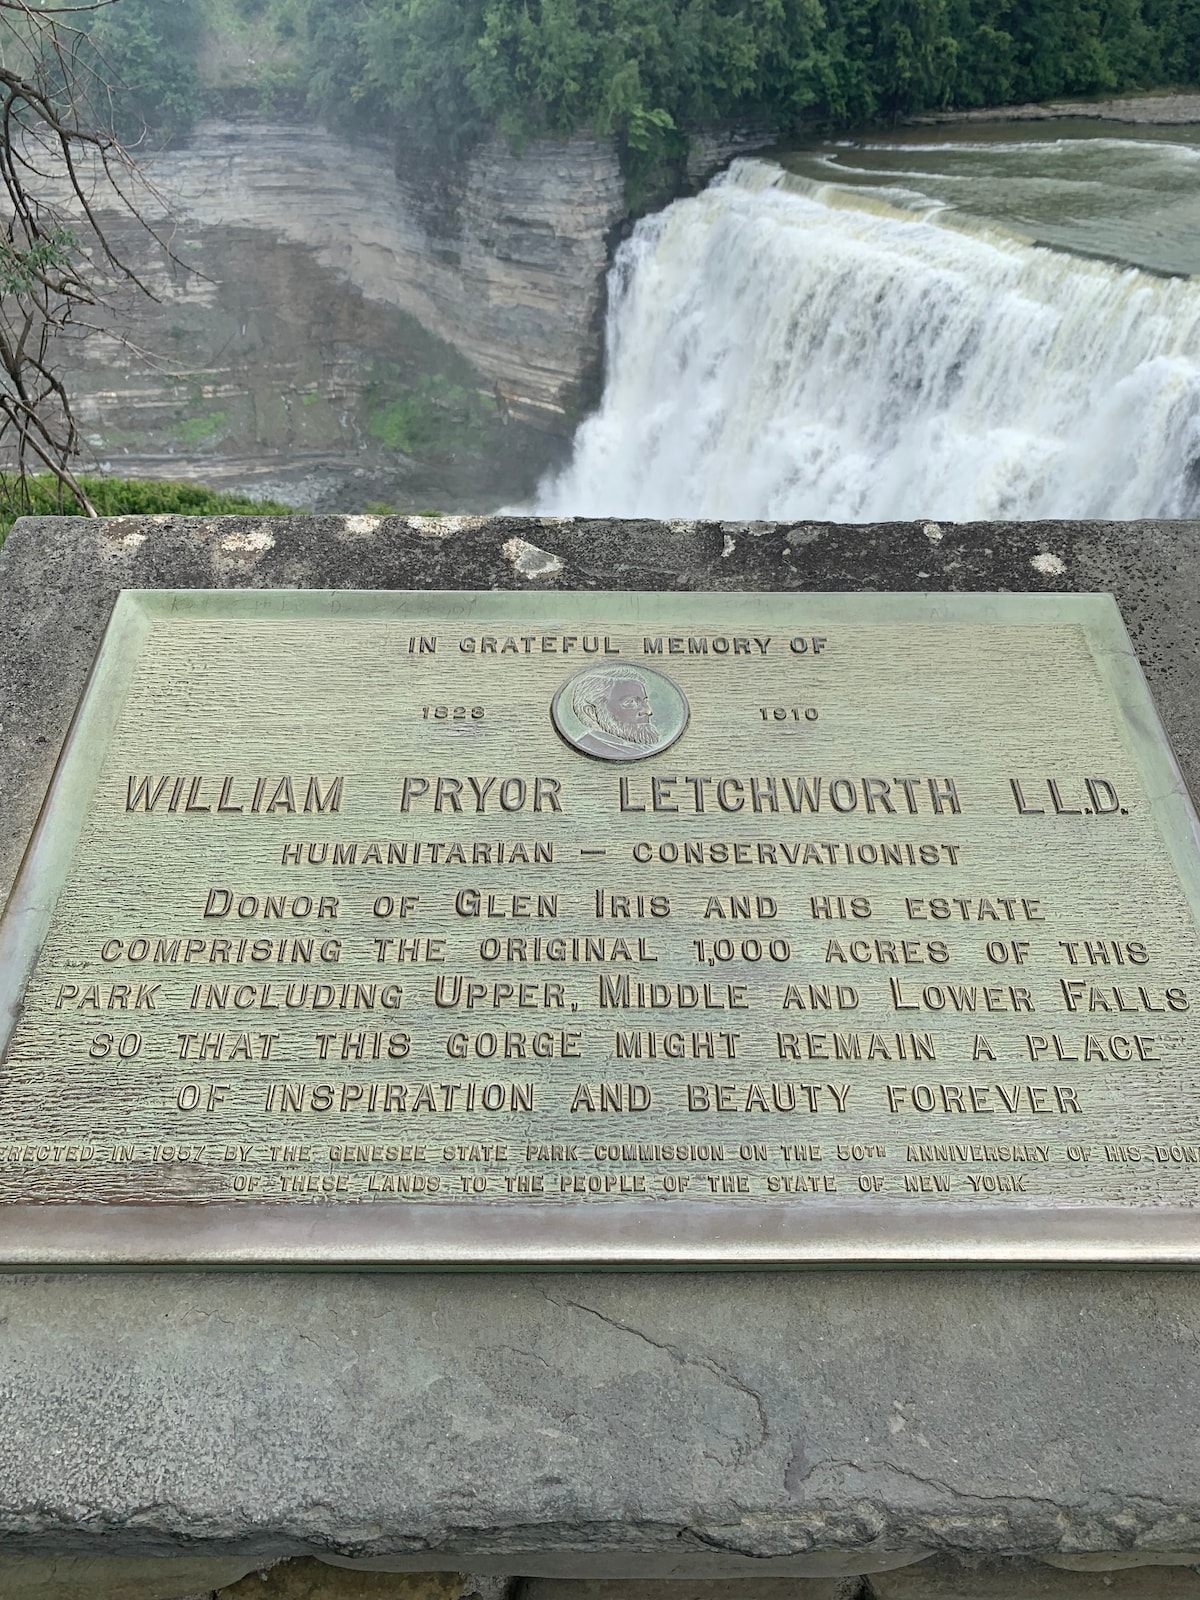 IN GRATEFUL MEMORY OF
1823 1910
WILLIAM PRYOR LETCHWORTH LL.D.
HUMANITARIAN — CONSERVATIONIST
DONOR OF GLEN IRIS AND HIS ESTATE
COMPRISING THE ORIGINAL 1,000 ACRES OF THIS
PARK INCLUDING UPPER, MIDDLE AND LOWER FALLS
SO THAT THIS GORGE MIGHT REMAIN A PLACE
OF INSPIRATION AND BEAUTY FOREVER
ERECTED IN 1957 BY THE GENESEE STATE PARK COMMISSION ON THE 50TH ANNIVERSARY OF HIS
OF THESE LANDS TO THE PEOPLE OF THE STATE OF NEW YORK